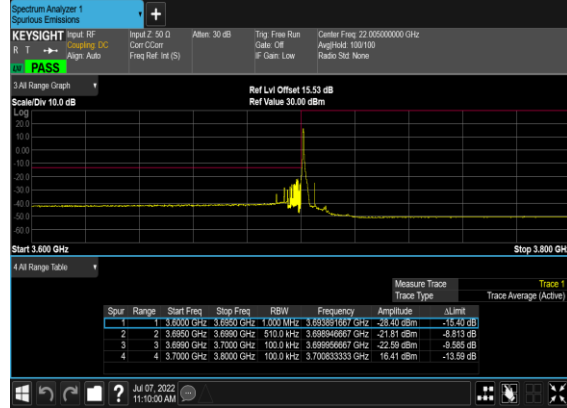 Spectrum Analyzer 1
Spurious Emissions
KEYSIGHT Input: RF Input Z: 50 Ω Atten: 30 dB Trig: Free Run Center Freq: 22.005000000 GHz
R T Coupling: DC Corr CCorr Gate: Off Avg|Hold: 100/100
Align: Auto Freq Ref: Int (S) IF Gain: Low Radio Std: None
LW PASS
3 All Range Graph
Ref Lvl Offset 15.53 dB
Scale/Div 10.0 dB Ref Value 30.00 dBm
Log
20.0
10.0
0.00
-10.0
-20.0
-30.0
-40.0
-50.0
-60.0
Start 3.600 GHz Stop 3.800 GH
4 All Range Table
Measure Trace Trace 1
Trace Type Trace Average (Active)
Spur Range Start Freq Stop Freq RBW Frequency Amplitude ΔLimit
1 1 3.6000 GHz 3.6950 GHz 1.000 MHz 3.693891667 GHz -28.40 dBm -15.40 dB
2 2 3.6950 GHz 3.6990 GHz 510.0 kHz 3.698946667 GHz -21.81 dBm -8.813 dB
3 3 3.6990 GHz 3.7000 GHz 100.0 kHz 3.699956667 GHz -22.59 dBm -9.585 dB
4 4 3.7000 GHz 3.8000 GHz 100.0 kHz 3.700833333 GHz 16.41 dBm -13.59 dB
Jul 07, 2022
11:10:00 AM